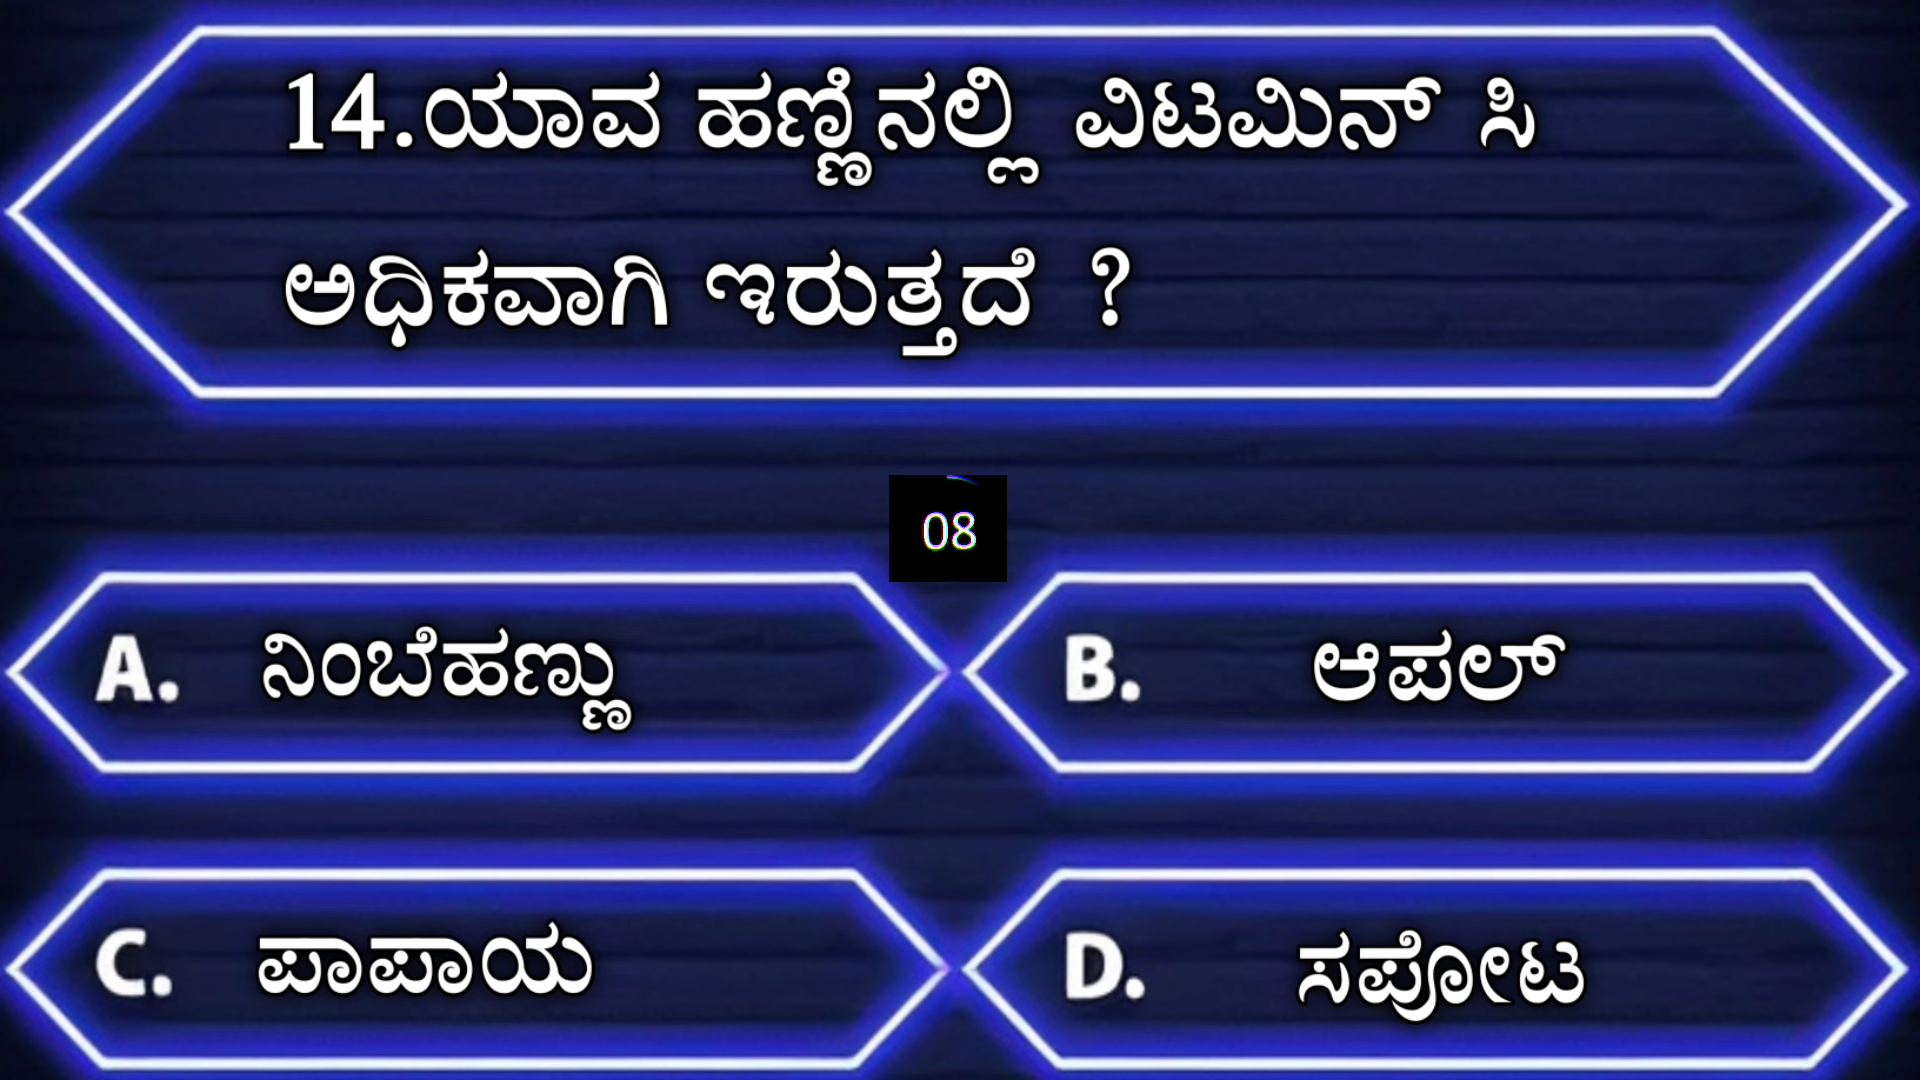 14.ಯಾವ ಹಣ್ಣಿನಲ್ಲಿ ವಿಟಮಿನ್ ಸಿ
ಅಧಿಕವಾಗಿ ಇರುತ್ತದೆ ?
08
A. ನಿಂಬೆಹಣ್ಣು
B. ಆಪಲ್
C. ಪಾಪಾಯ
D. ಸಪೋಟ